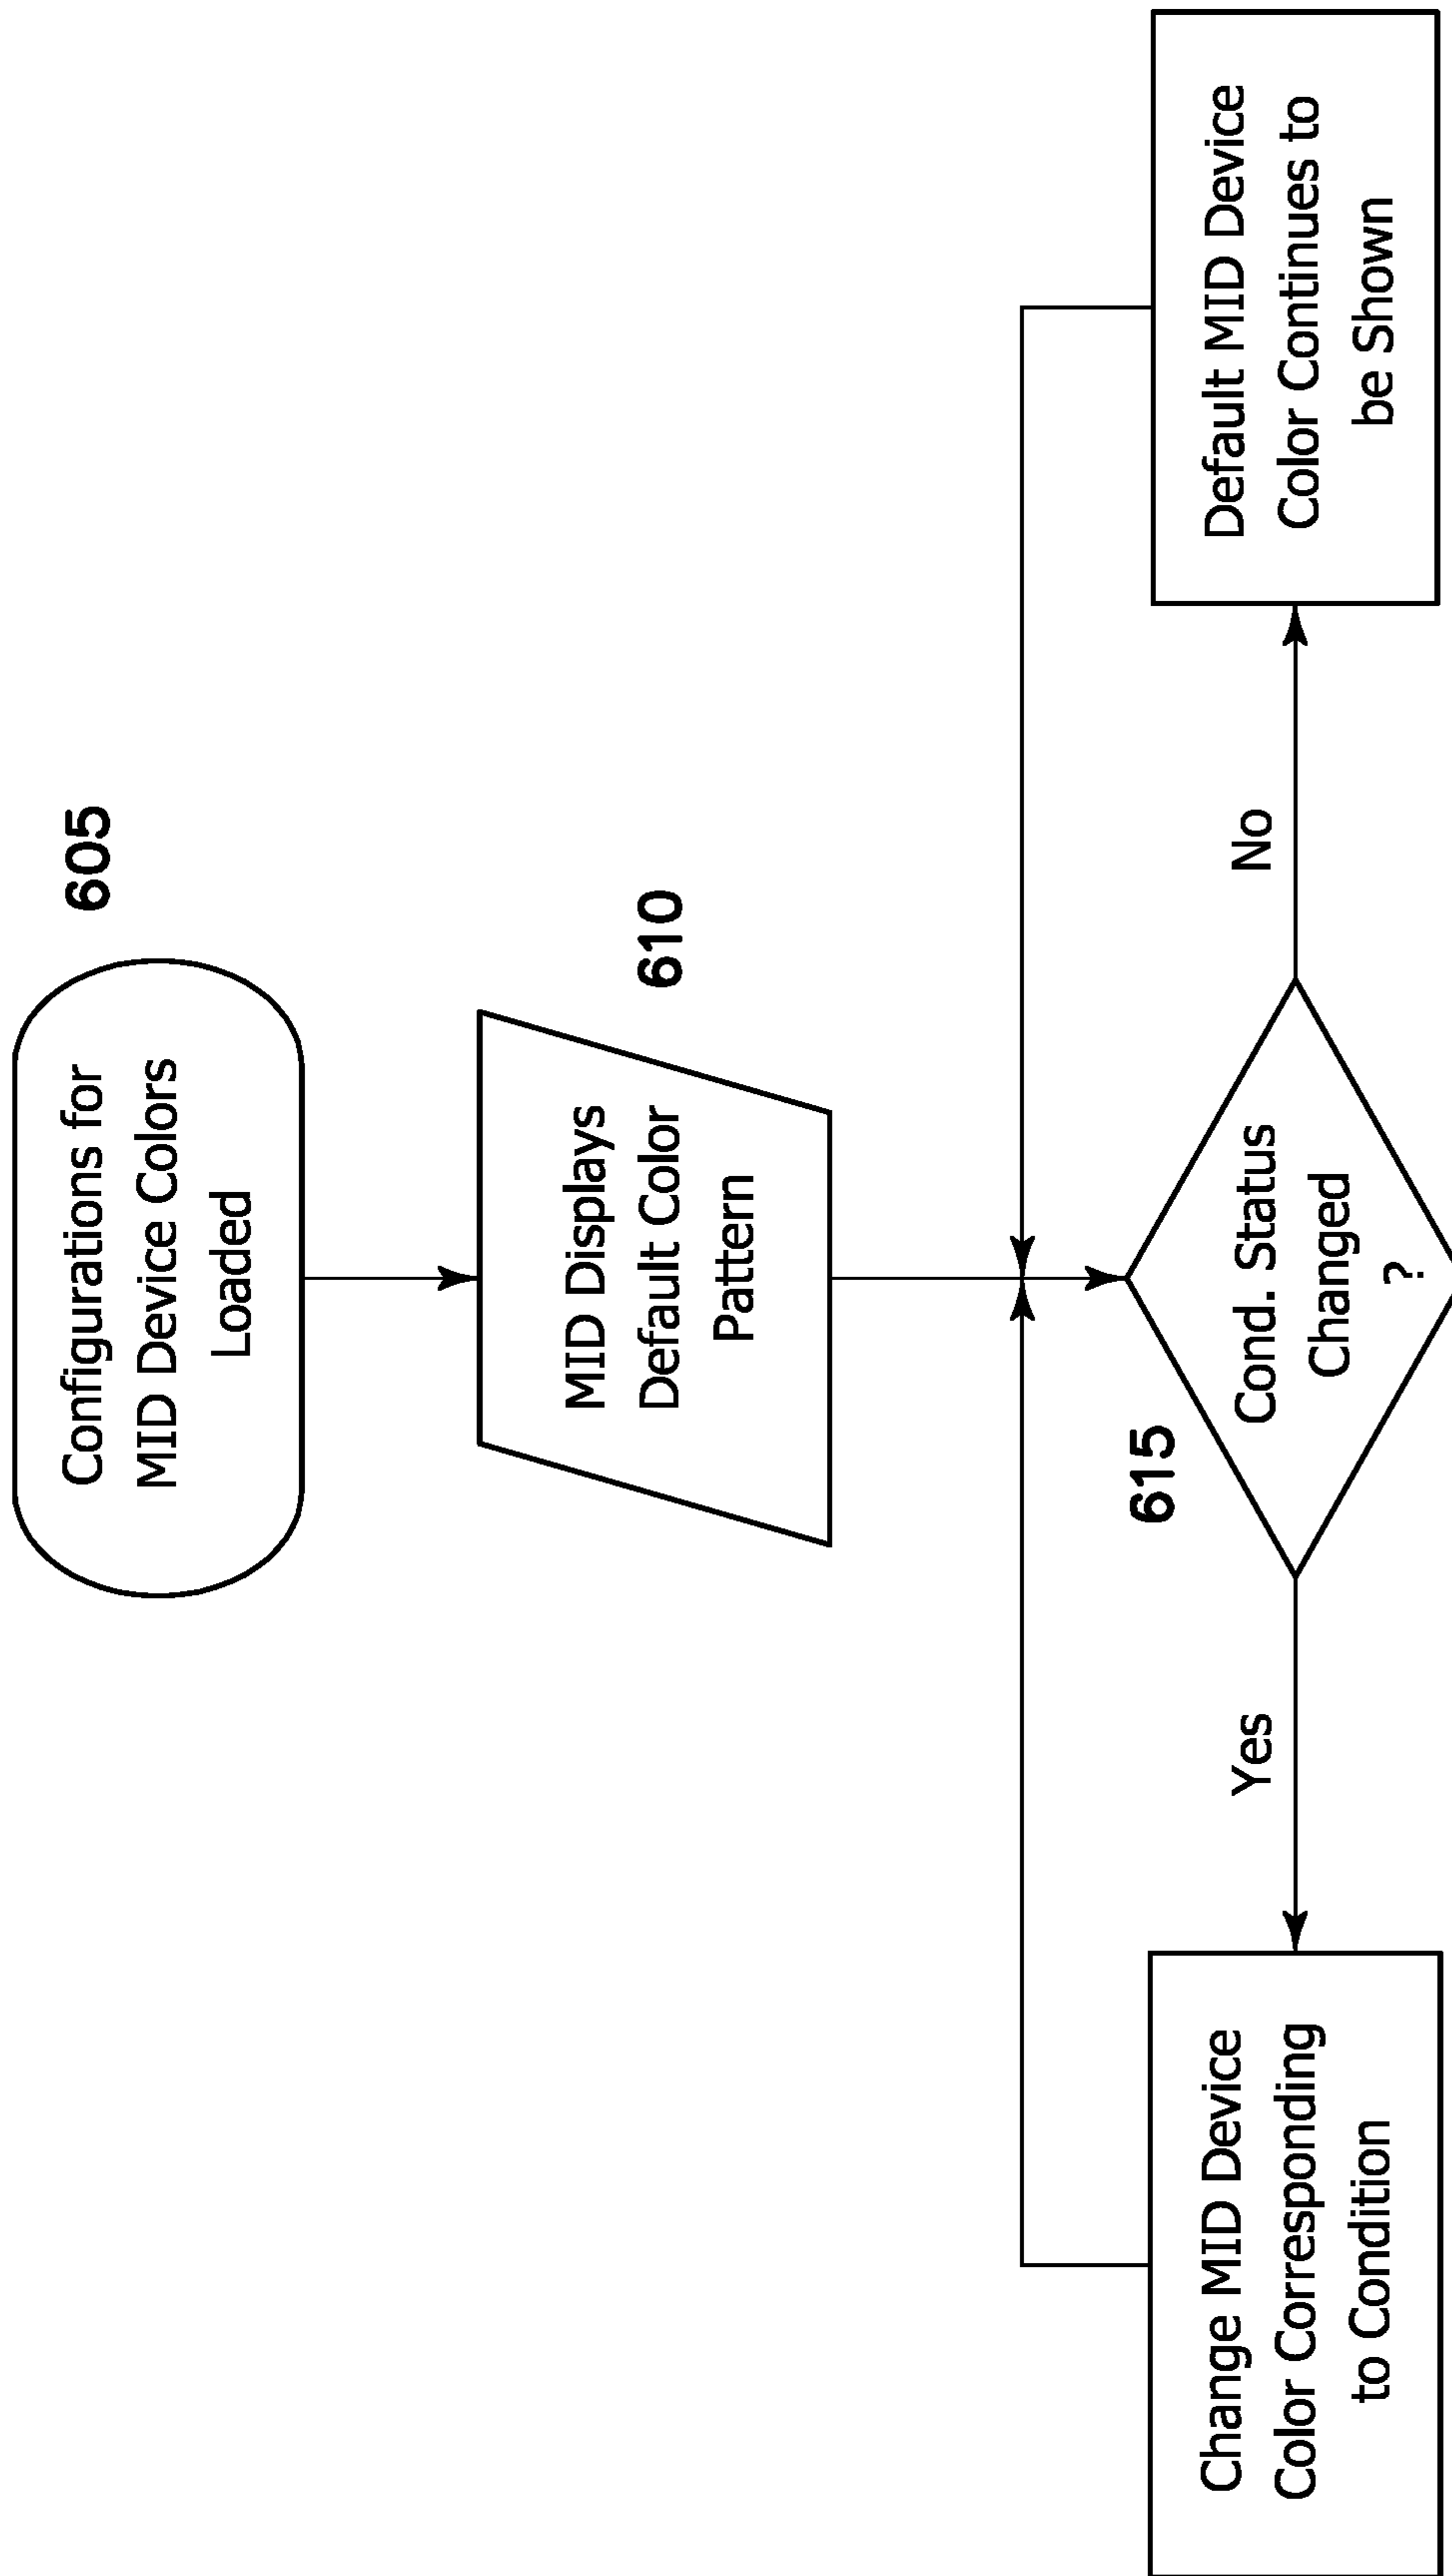 605
Configurations for
MID Device Colors
Loaded
610
MID Displays
Default Color
Pattern
615
Cond. Status
Changed
?
Yes
No
Change MID Device
Color Corresponding
to Condition
Default MID Device
Color Continues to
be Shown